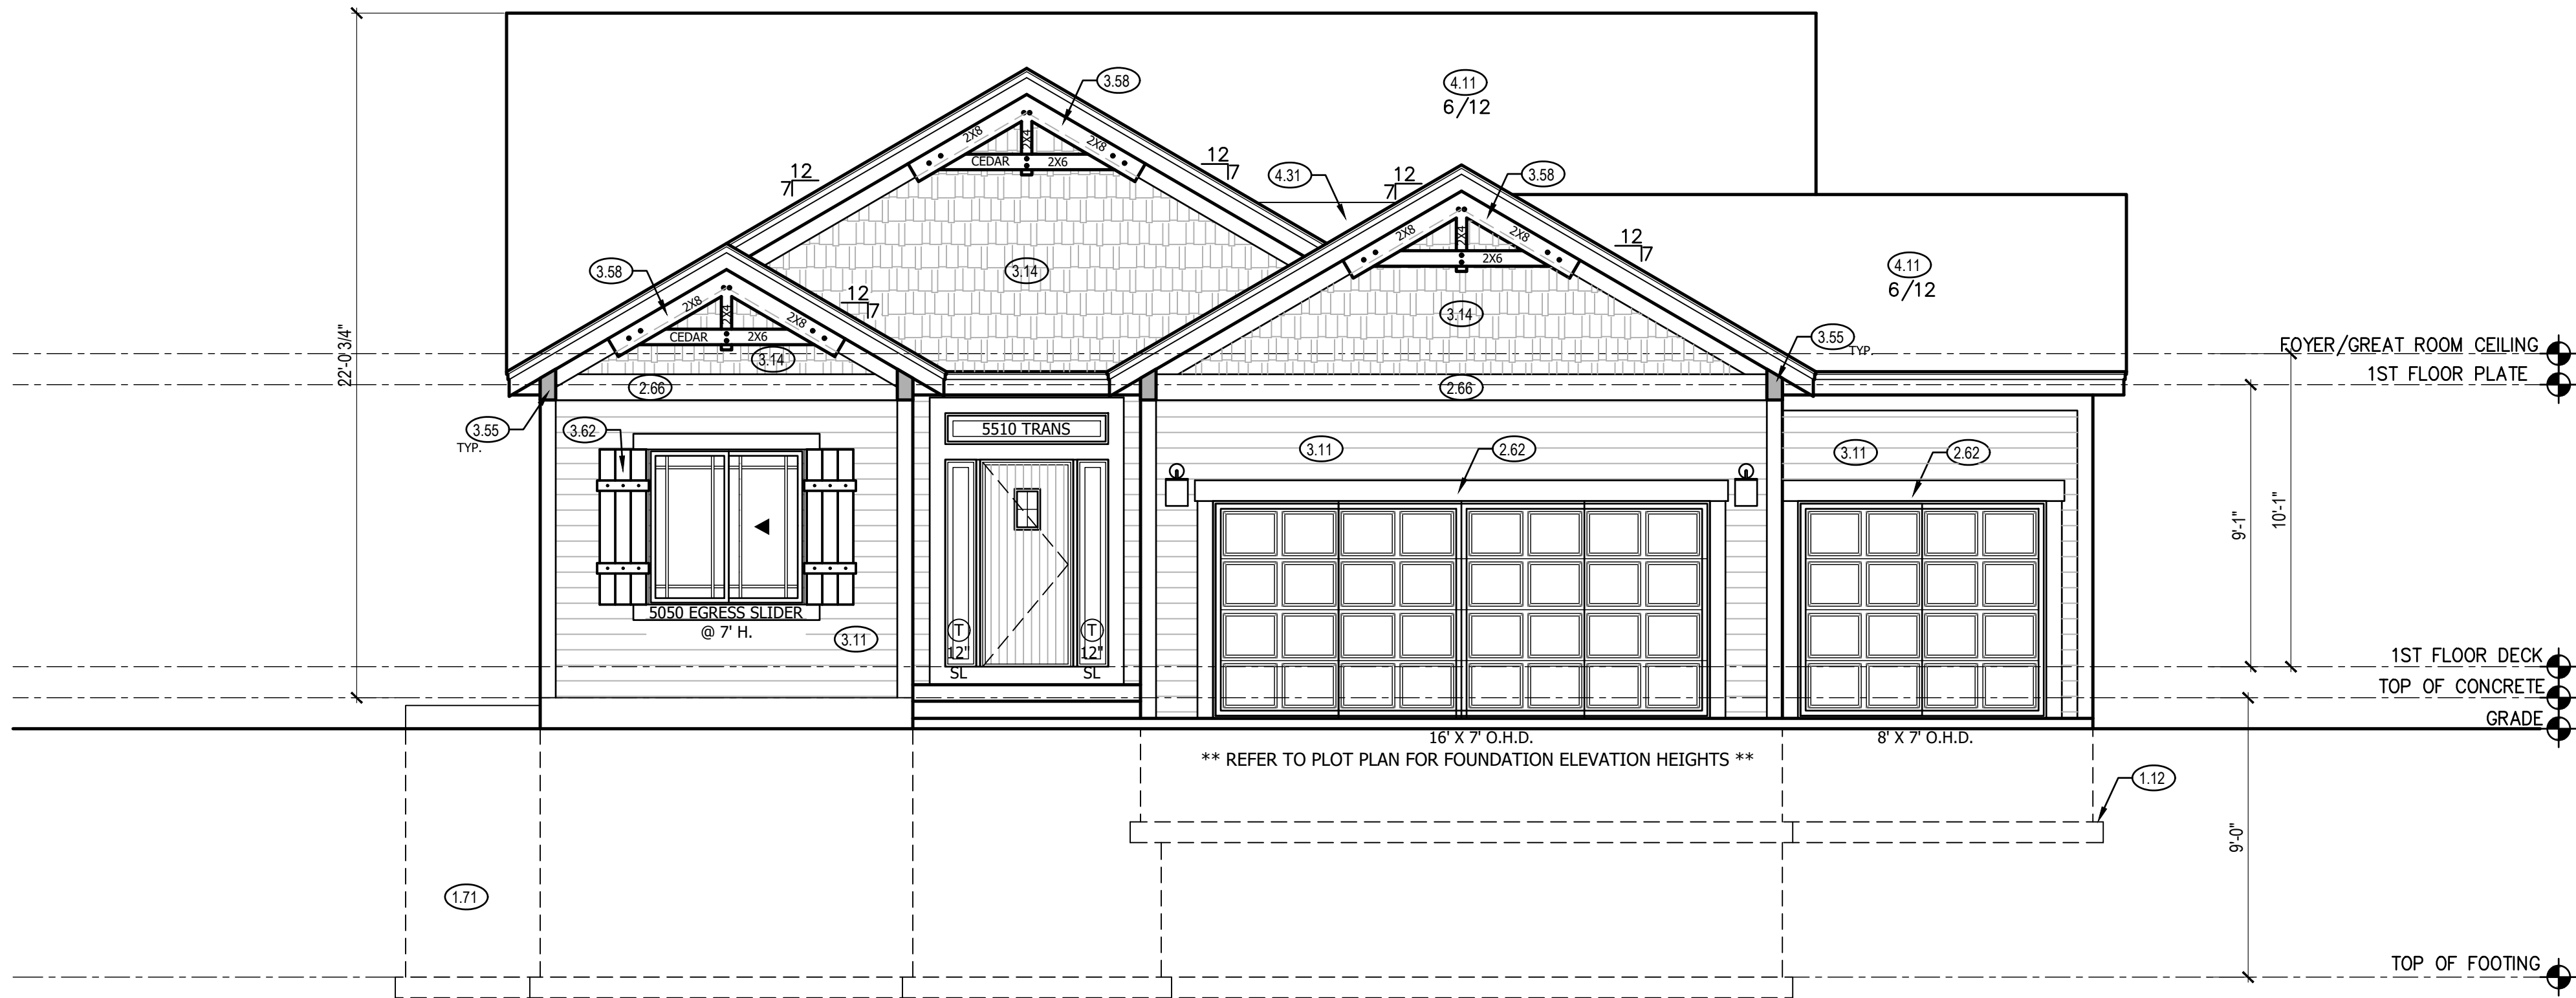 3.58
4.11
6/12
2X8
2X4
2X8
CEDAR
2X6
12
7
12
7
4.31
12
7
3.58
2X8
2X4
2X8
2X6
12
7
3.14
3.58
2X8
2X4
2X8
CEDAR
2X6
12
7
3.14
3.14
4.11
6/12
3.55
TYP.
22'-0 3/4"
FOYER/GREAT ROOM CEILING
1ST FLOOR PLATE
2.66
2.66
3.55
TYP.
3.62
5510 TRANS
3.11
2.62
3.11
2.62
9'-1"
10'-1"
5050 EGRESS SLIDER
@ 7' H.
3.11
T
12"
SL
T
12"
SL
1ST FLOOR DECK
TOP OF CONCRETE
GRADE
16' X 7' O.H.D.
8' X 7' O.H.D.
** REFER TO PLOT PLAN FOR FOUNDATION ELEVATION HEIGHTS **
1.12
9'-0"
1.71
TOP OF FOOTING